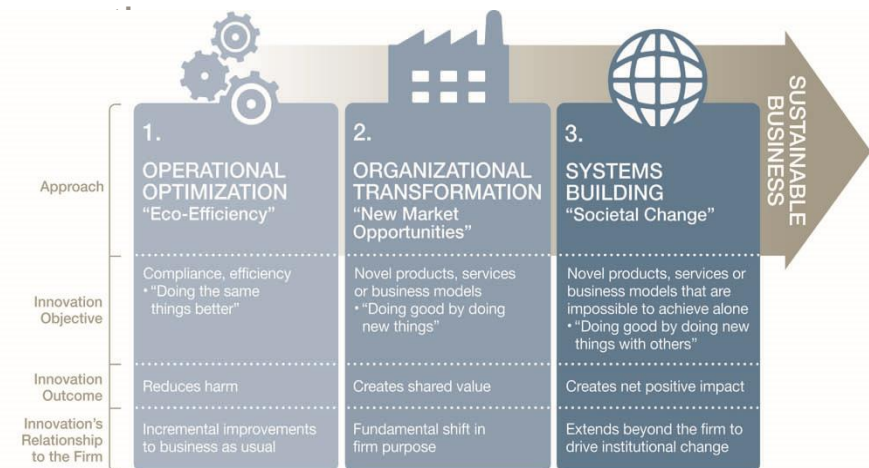 SUSTAINABLE
BUSINESS
Approach
1.
OPERATIONAL
OPTIMIZATION
“Eco-Efficiency”
2.
ORGANIZATIONAL
TRANSFORMATION
“New Market
Opportunities”
3.
SYSTEMS
BUILDING
“Societal Change”
Innovation
Objective
Compliance, efficiency
• “Doing the same
things better”
Novel products, services
or business models
• “Doing good by doing
new things”
Novel products, services or
business models that are
impossible to achieve alone
• “Doing good by doing new
things with others”
Innovation
Outcome
Reduces harm
Creates shared value
Creates net positive impact
Innovation’s
Relationship
to the Firm
Incremental improvements
to business as usual
Fundamental shift in
firm purpose
Extends beyond the firm to
drive institutional change